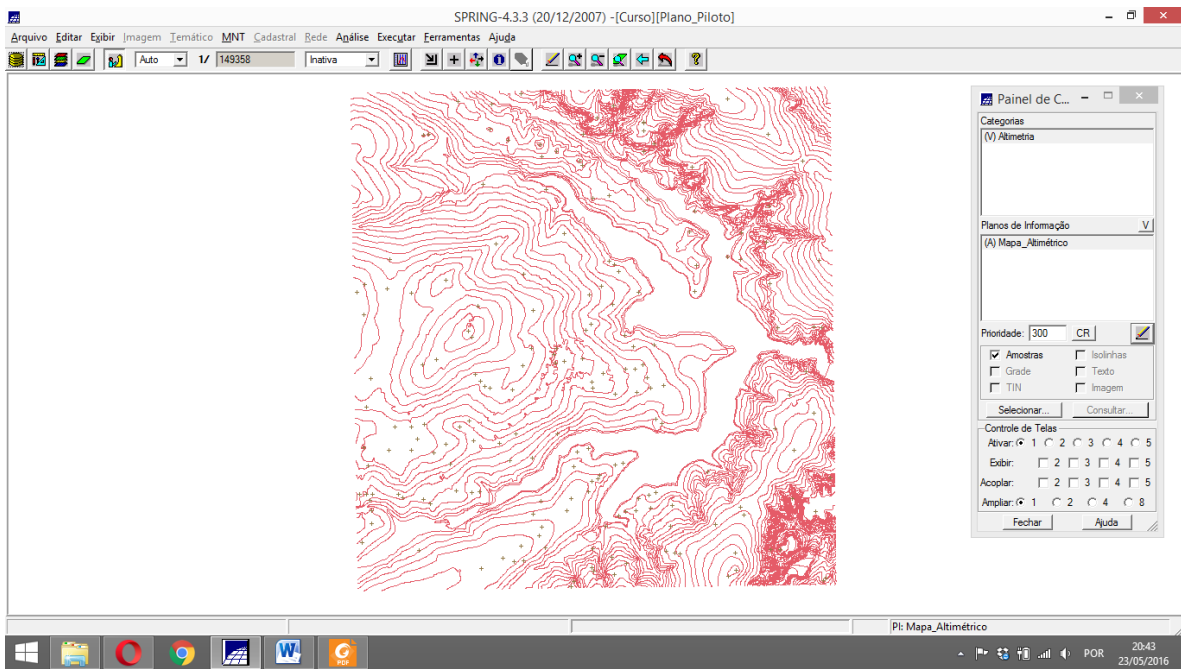 SPRING-4.3.3 (20/12/2007) -[Curso][Plano_Piloto]
Arquivo Editar Exibir Imagem Temático MNT Cadastral Rede Análise Executar Ferramentas Ajuda
Auto 1/ 149358 Inativa
Painel de C...
Categorias
(V) Altimetria
Planos de Informação V
(A) Mapa_Altimétrico
Prioridade: 300 CR
Amostras Isolinhas
Grade Texto
TIN Imagem
Selecionar... Consultar...
Controle de Telas
Ativar: 1 2 3 4 5
Exibir: 2 3 4 5
Acoplar: 2 3 4 5
Ampliar: 1 2 4 8
Fechar Ajuda
PI: Mapa_Altimétrico
W PDF POR 20:43
23/05/2016